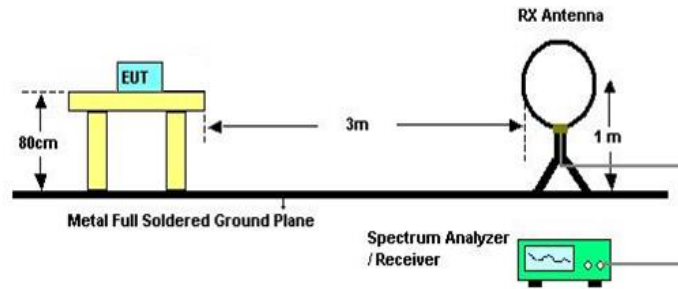 RX Antenna
EUT
3m
80cm
1 m
Metal Full Soldered Ground Plane
Spectrum Analyzer
/ Receiver